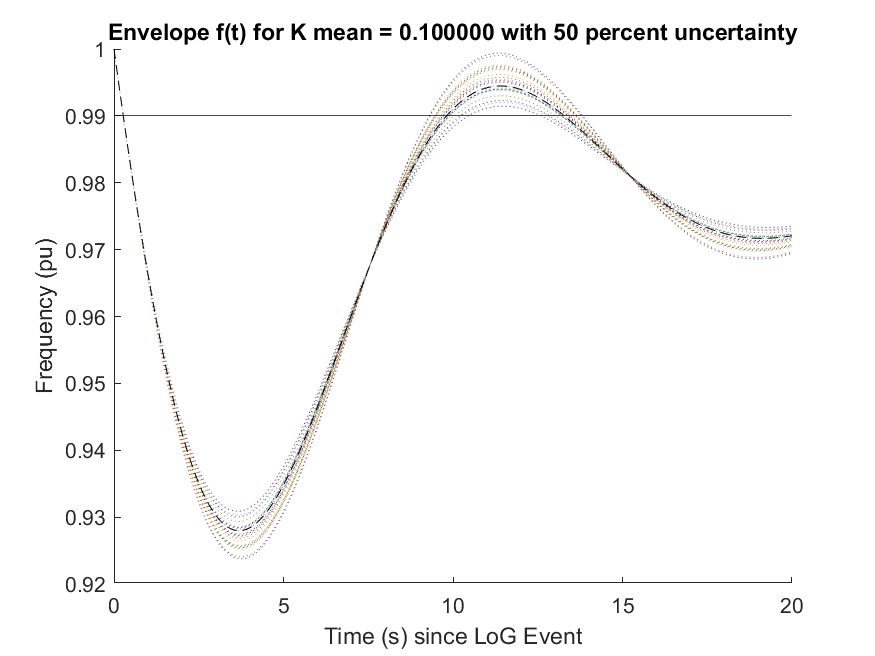 Envelope f(t) for K mean = 0.100000 with 50 percent uncertainty
1
0.99
0.98
0.97
0.96
0.95
0.94
0.93
0.92
Frequency (pu)
0 5 10 15 20
Time (s) since LoG Event